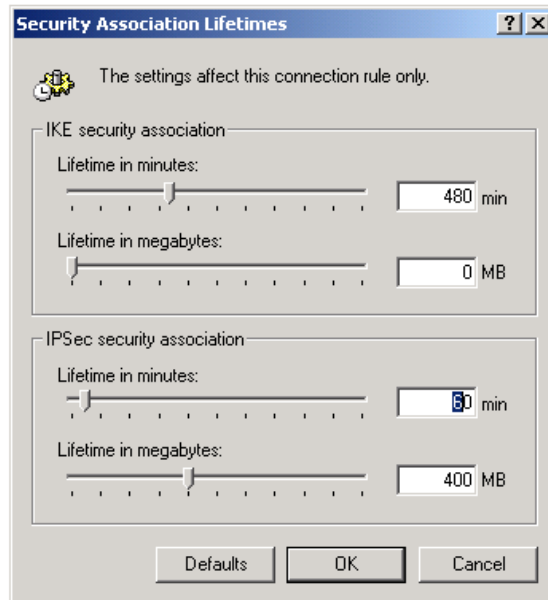 Security Association Lifetimes
The settings affect this connection rule only.
IKE security association
Lifetime in minutes:
480 min
Lifetime in megabytes:
0 MB
IPSec security association
Lifetime in minutes:
60 min
Lifetime in megabytes:
400 MB
Defaults OK Cancel